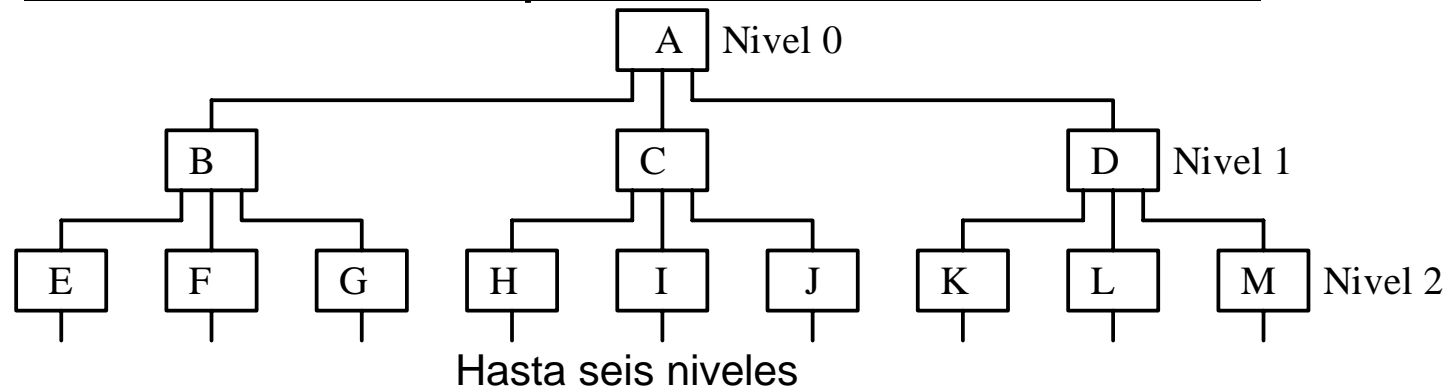 A Nivel 0
B C D Nivel 1
E F G H I J K L M Nivel 2
Hasta seis niveles